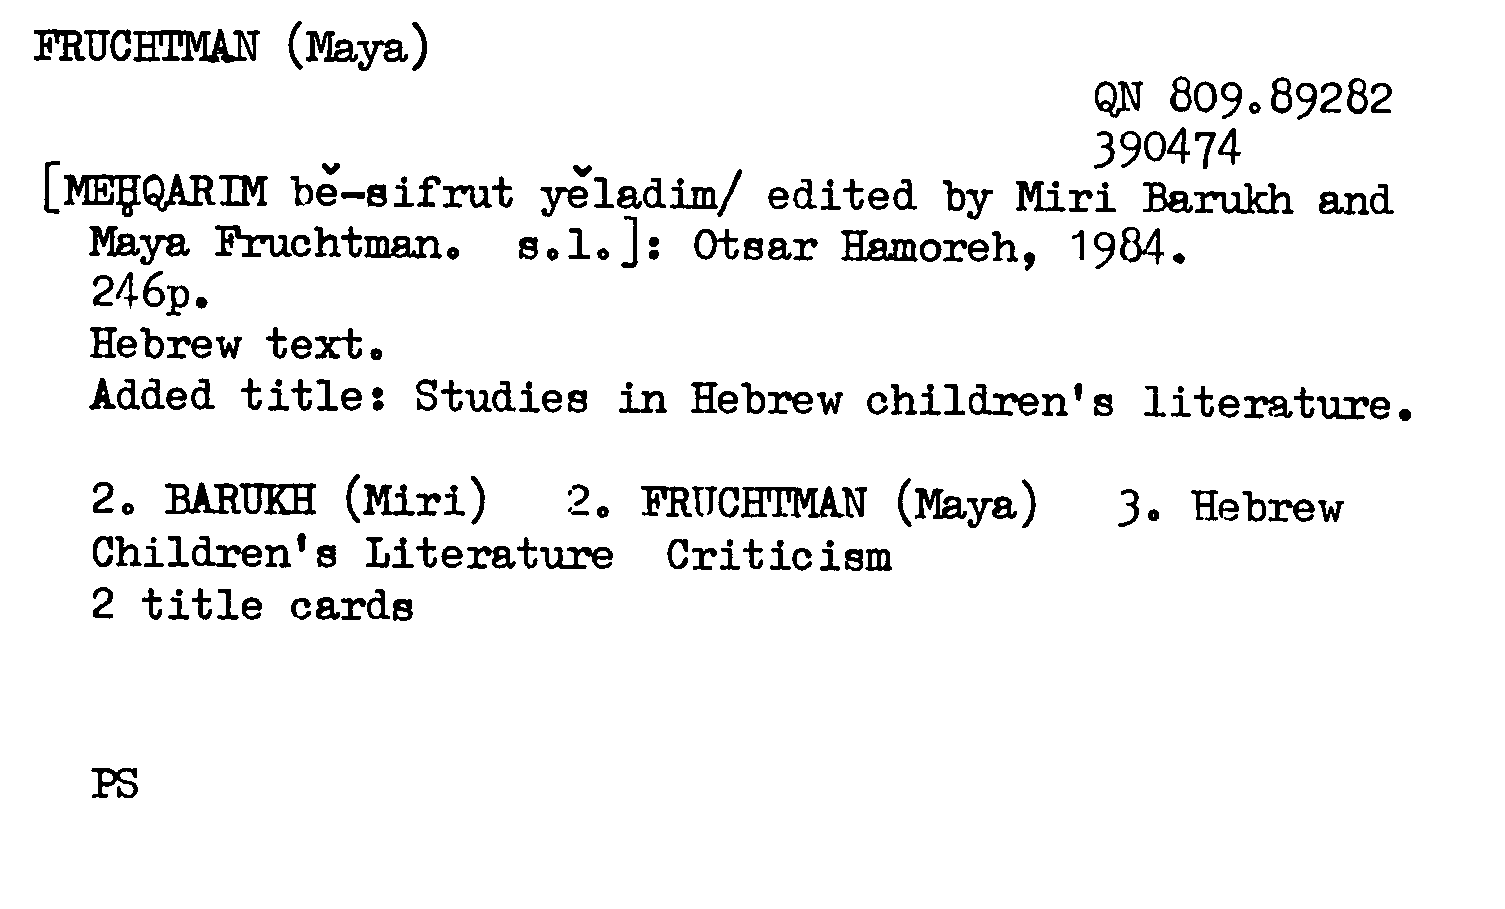 FRUCHTMAN (Maya)
QN 809.89282
390474
[MEḤQARIM bě-sifrut yěladim/ edited by Miri Barukh and
Maya Fruchtman. s.l.]: Otsar Hamoreh, 1984.
246p.
Hebrew text.
Added title: Studies in Hebrew children's literature.
2. BARUKH (Miri) 2. FRUCHTMAN (Maya) 3. Hebrew
Children's Literature Criticism
2 title cards
PS